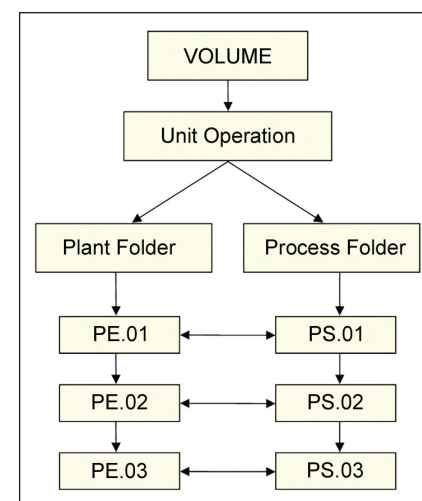 VOLUME
Unit Operation
Plant Folder
Process Folder
PE.01
PS.01
PE.02
PS.02
PE.03
PS.03